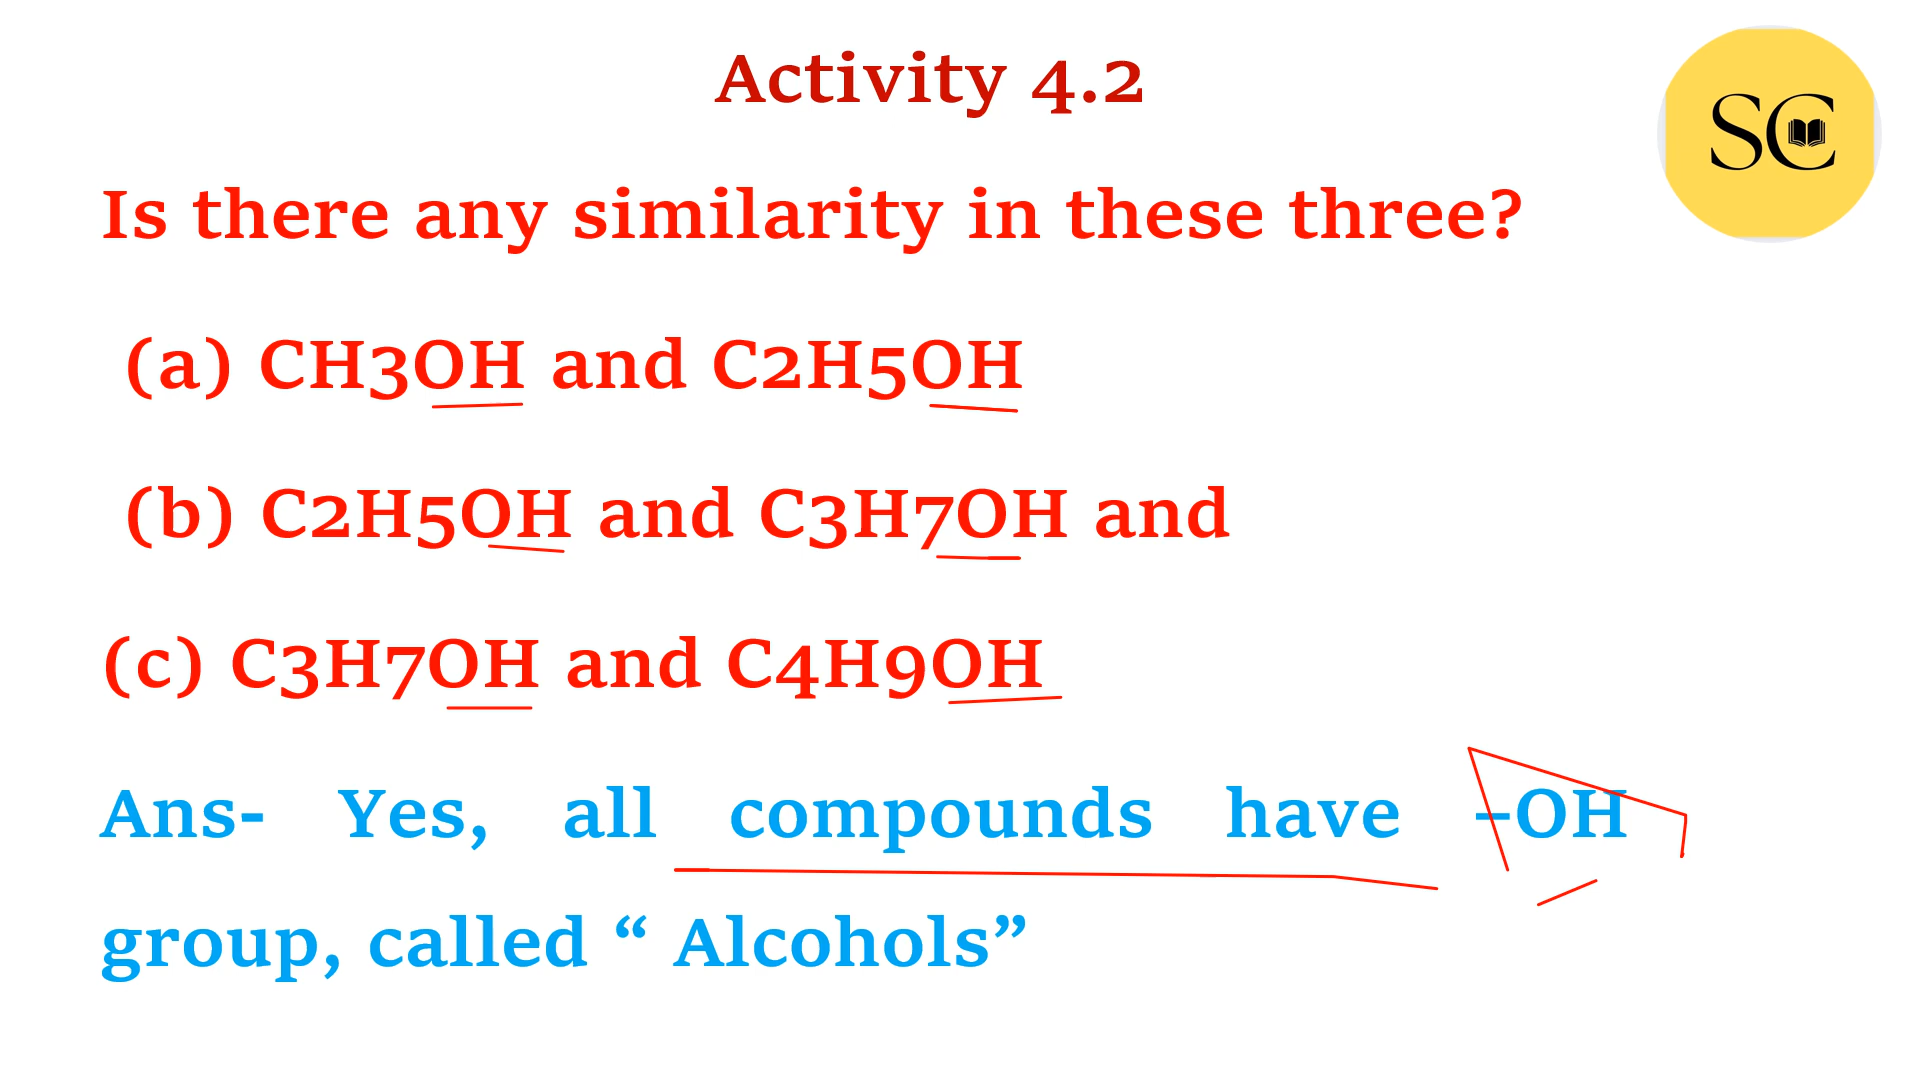 Activity 4.2
SC
Is there any similarity in these three?
(a) CH3OH and C2H5OH
(b) C2H5OH and C3H7OH and
(c) C3H7OH and C4H9OH
Ans- Yes, all compounds have –OH
group, called “ Alcohols”